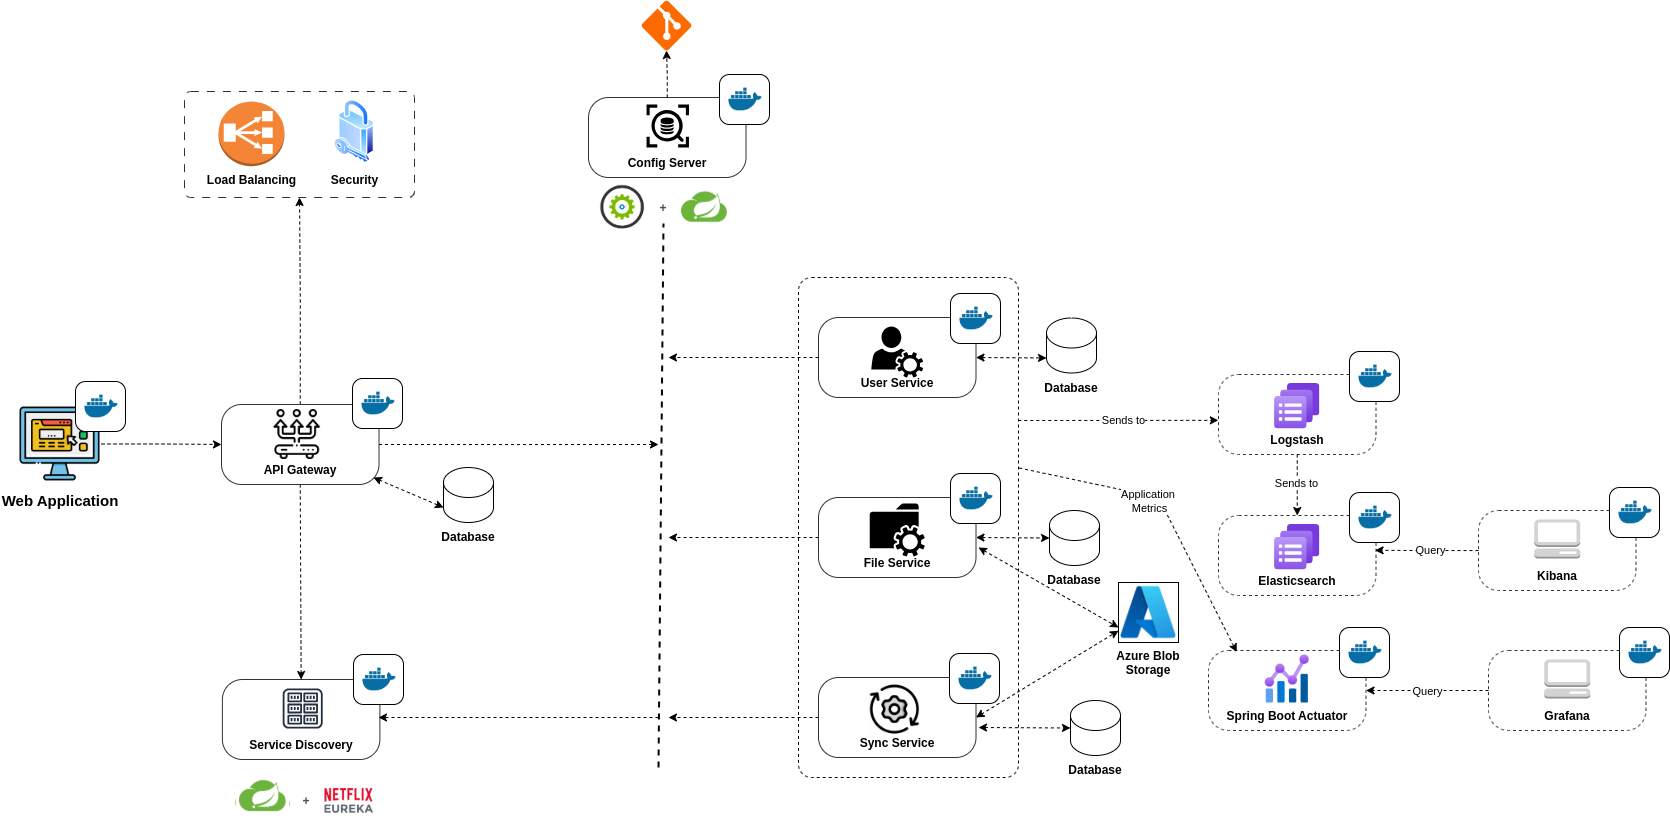 Load Balancing
Security
Config Server
+
User Service
Database
Sends to
Logstash
Web Application
API Gateway
Database
Sends to
Application
Metrics
File Service
Database
Elasticsearch
Query
Kibana
Azure Blob
Storage
Service Discovery
Sync Service
Database
Spring Boot Actuator
Query
Grafana
+
NETFLIX
EUREKA